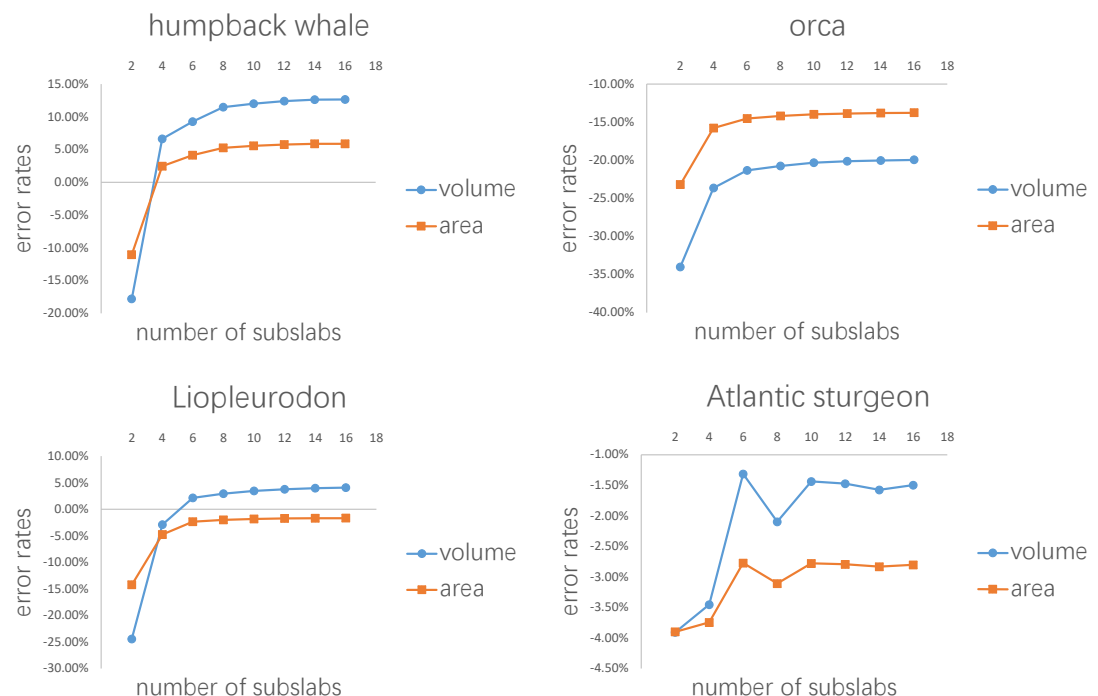 humpback whale
2 4 6 8 10 12 14 16 18
15.00%
10.00%
5.00%
0.00%
-5.00%
-10.00%
-15.00%
-20.00%
error rates
volume
area
number of subslabs
orca
2 4 6 8 10 12 14 16 18
-10.00%
-15.00%
-20.00%
-25.00%
-30.00%
-35.00%
-40.00%
error rates
volume
area
number of subslabs
Liopleurodon
2 4 6 8 10 12 14 16 18
10.00%
5.00%
0.00%
-5.00%
-10.00%
-15.00%
-20.00%
-25.00%
-30.00%
error rates
volume
area
number of subslabs
Atlantic sturgeon
2 4 6 8 10 12 14 16 18
-1.00%
-1.50%
-2.00%
-2.50%
-3.00%
-3.50%
-4.00%
-4.50%
error rates
volume
area
number of subslabs